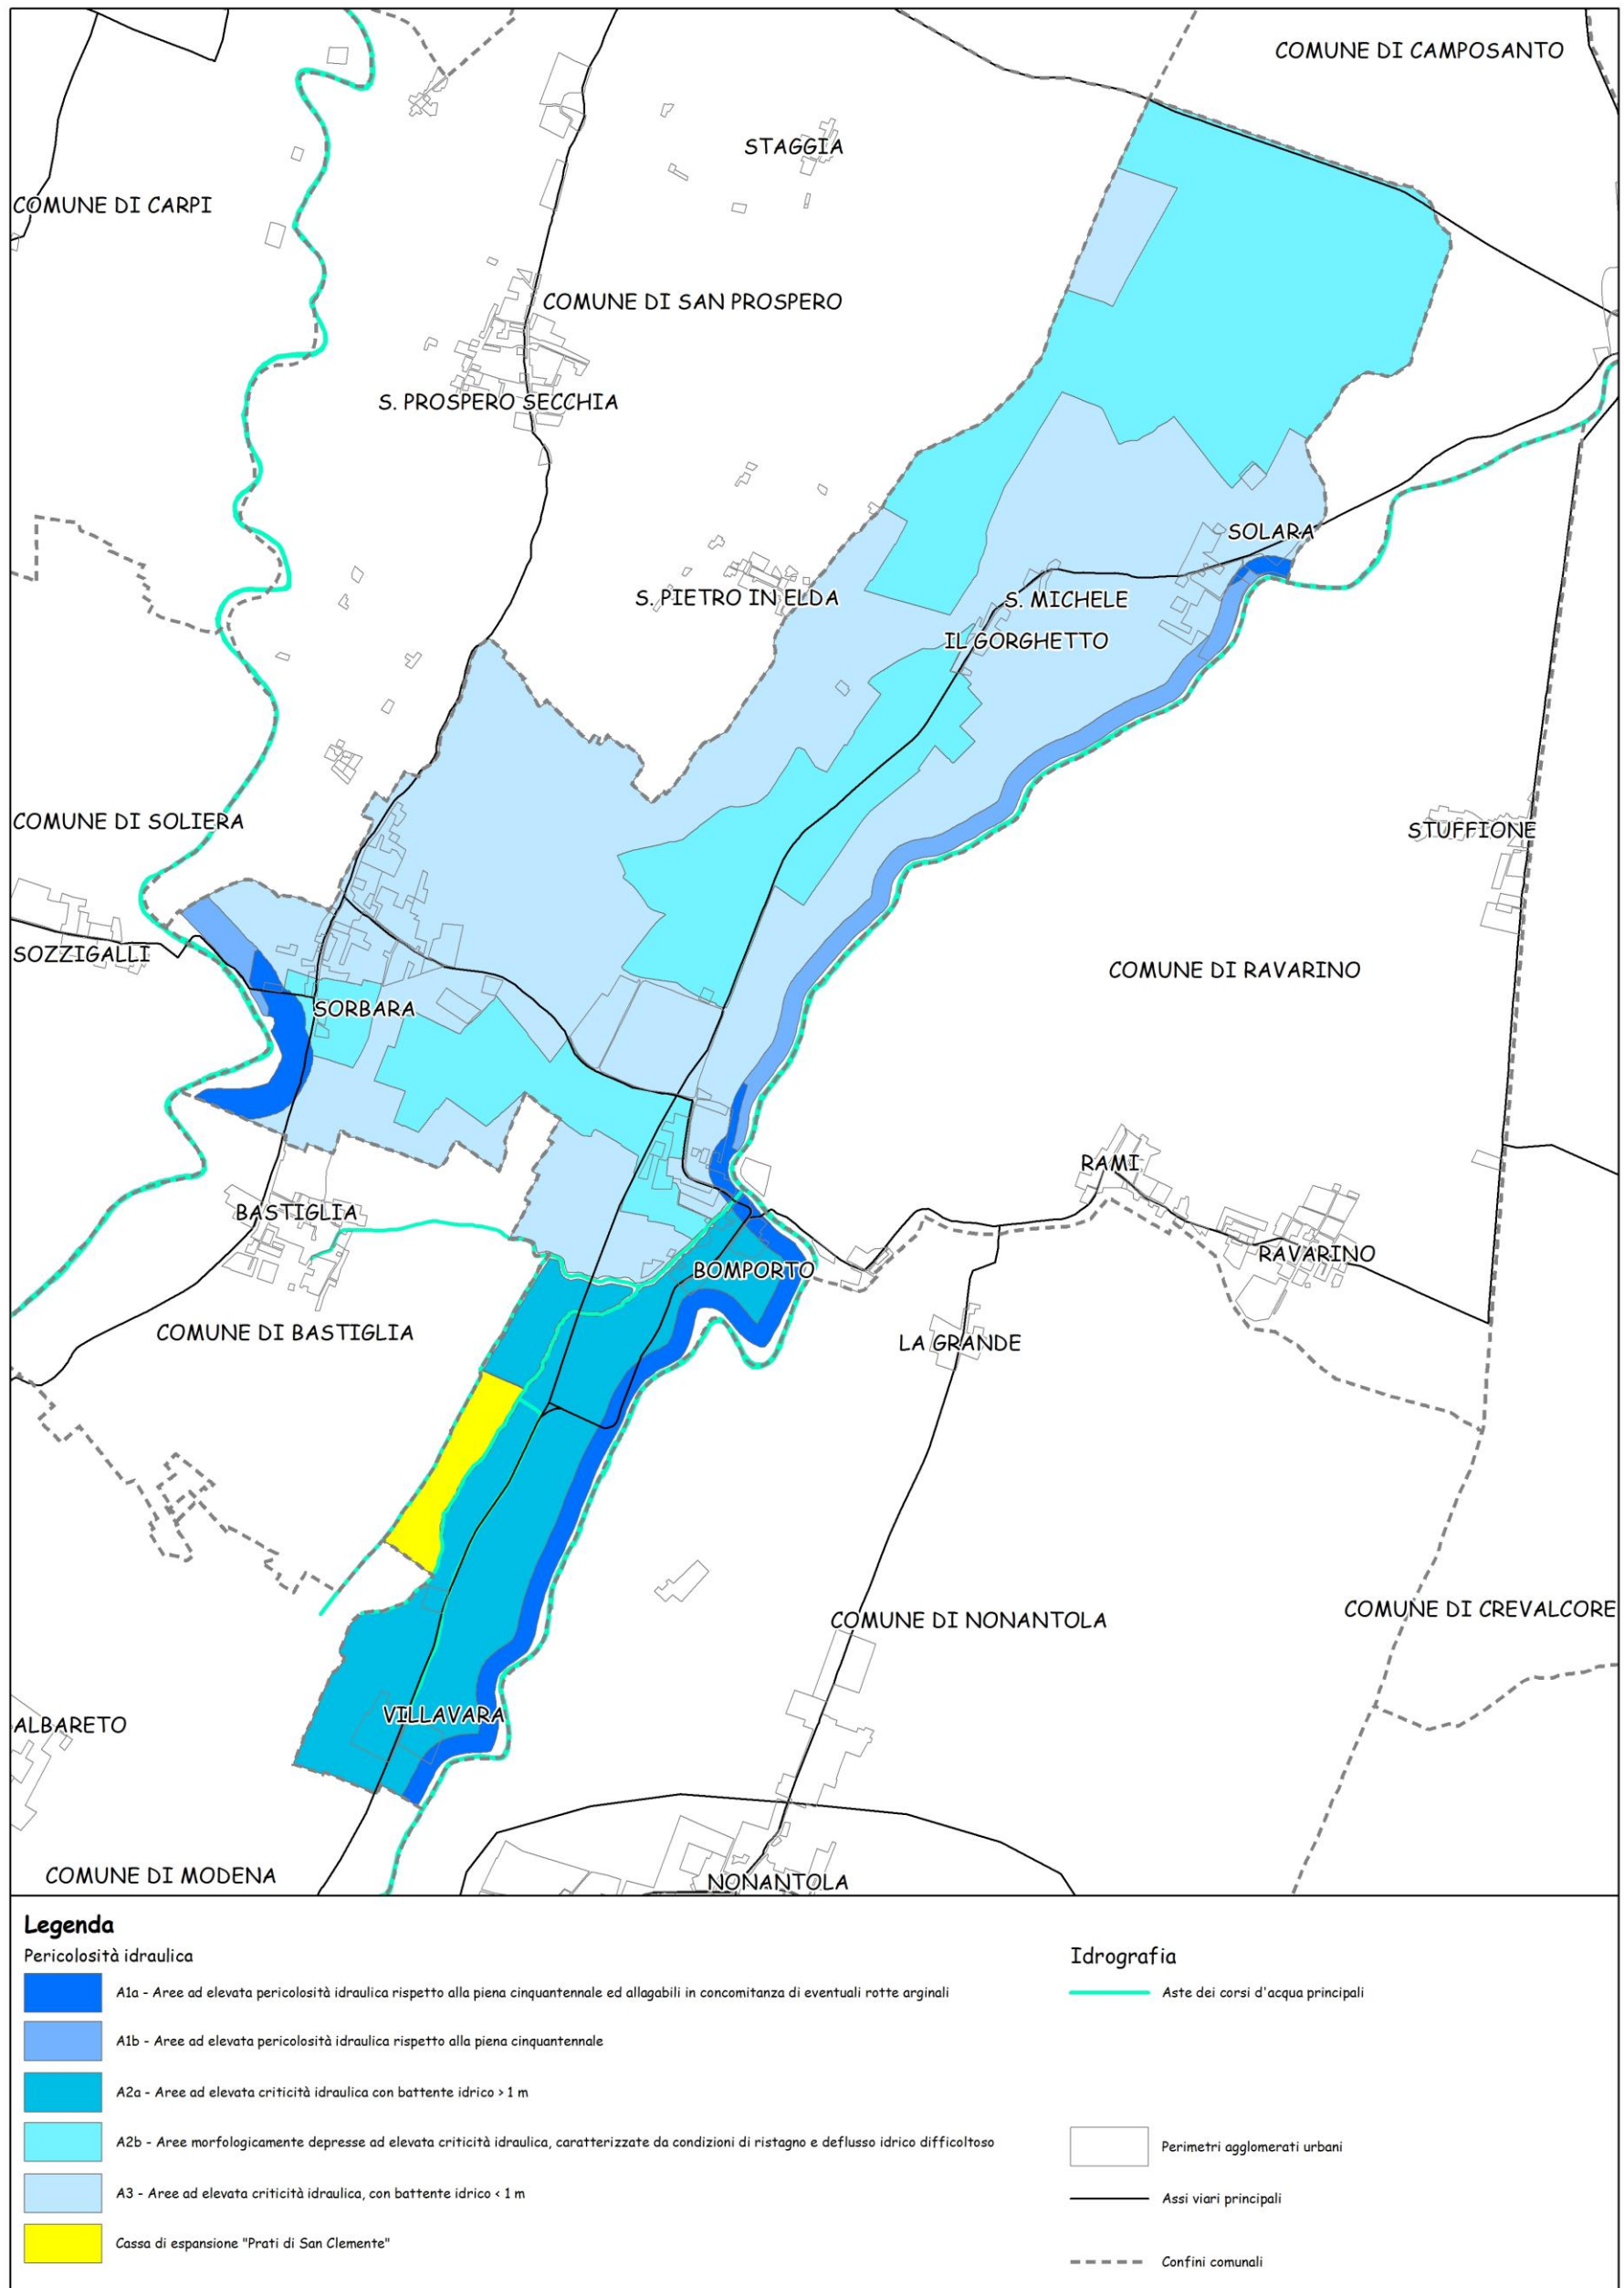 COMUNE DI CAMPOSANTO
STAGGIA
COMUNE DI CARPI
COMUNE DI SAN PROSPERO
S. PROSPERO SECCHIA
SOLARA
S. PIETRO IN ELDA
S. MICHELE
IL GORGHETTO
COMUNE DI SOLIERA
STUFFIONE
SOZZIGALLI
COMUNE DI RAVARINO
SORBARA
RAMI
BASTIGLIA
RAVARINO
BOMPORTO
COMUNE DI BASTIGLIA
LA GRANDE
COMUNE DI CREVALCORE
COMUNE DI NONANTOLA
VILLAVARA
ALBARETO
COMUNE DI MODENA
NONANTOLA
Legenda
Pericolosità idraulica
A1a - Aree ad elevata pericolosità idraulica rispetto alla piena cinquantennale ed allagabili in concomitanza di eventuali rotte arginali
A1b - Aree ad elevata pericolosità idraulica rispetto alla piena cinquantennale
A2a - Aree ad elevata criticità idraulica con battente idrico > 1 m
A2b - Aree morfologicamente depresse ad elevata criticità idraulica, caratterizzate da condizioni di ristagno e deflusso idrico difficoltoso
A3 - Aree ad elevata criticità idraulica, con battente idrico < 1 m
Cassa di espansione "Prati di San Clemente"
Idrografia
Aste dei corsi d'acqua principali
Perimetri agglomerati urbani
Assi viari principali
Confini comunali